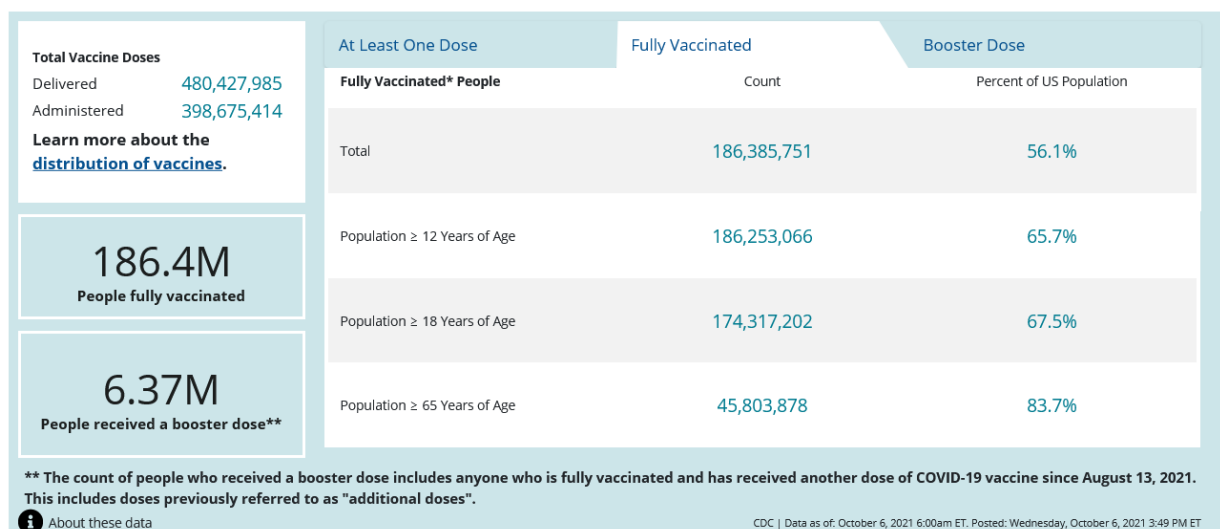 Total Vaccine Doses
Delivered 480,427,985
Administered 398,675,414
Learn more about the
distribution of vaccines.
186.4M
People fully vaccinated
6.37M
People received a booster dose**
At Least One Dose Fully Vaccinated Booster Dose
Fully Vaccinated* People Count Percent of US Population
Total 186,385,751 56.1%
Population ≥ 12 Years of Age 186,253,066 65.7%
Population ≥ 18 Years of Age 174,317,202 67.5%
Population ≥ 65 Years of Age 45,803,878 83.7%
** The count of people who received a booster dose includes anyone who is fully vaccinated and has received another dose of COVID-19 vaccine since August 13, 2021.
This includes doses previously referred to as "additional doses".
i About these data
CDC | Data as of: October 6, 2021 6:00am ET. Posted: Wednesday, October 6, 2021 3:49 PM ET